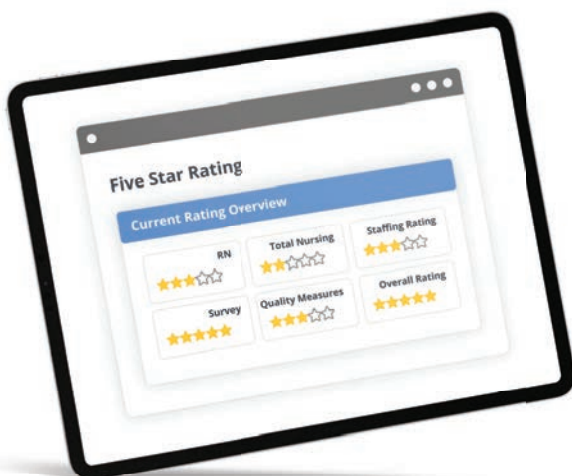 Five Star Rating
Current Rating Overview
RN
Total Nursing
Staffing Rating
Survey
Quality Measures
Overall Rating